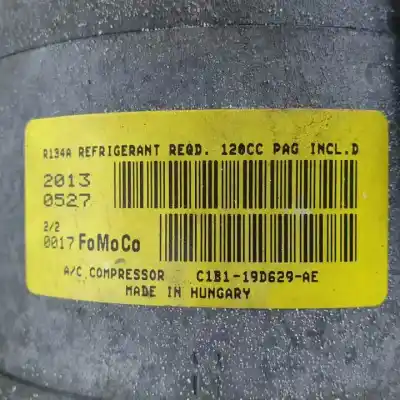 R134A REFRIGERANT REQD. 120CC PAG INCL.D
2013
0527
2/2
0017 FoMoCo
A/C COMPRESSOR C1B1-19D629-AE
MADE IN HUNGARY